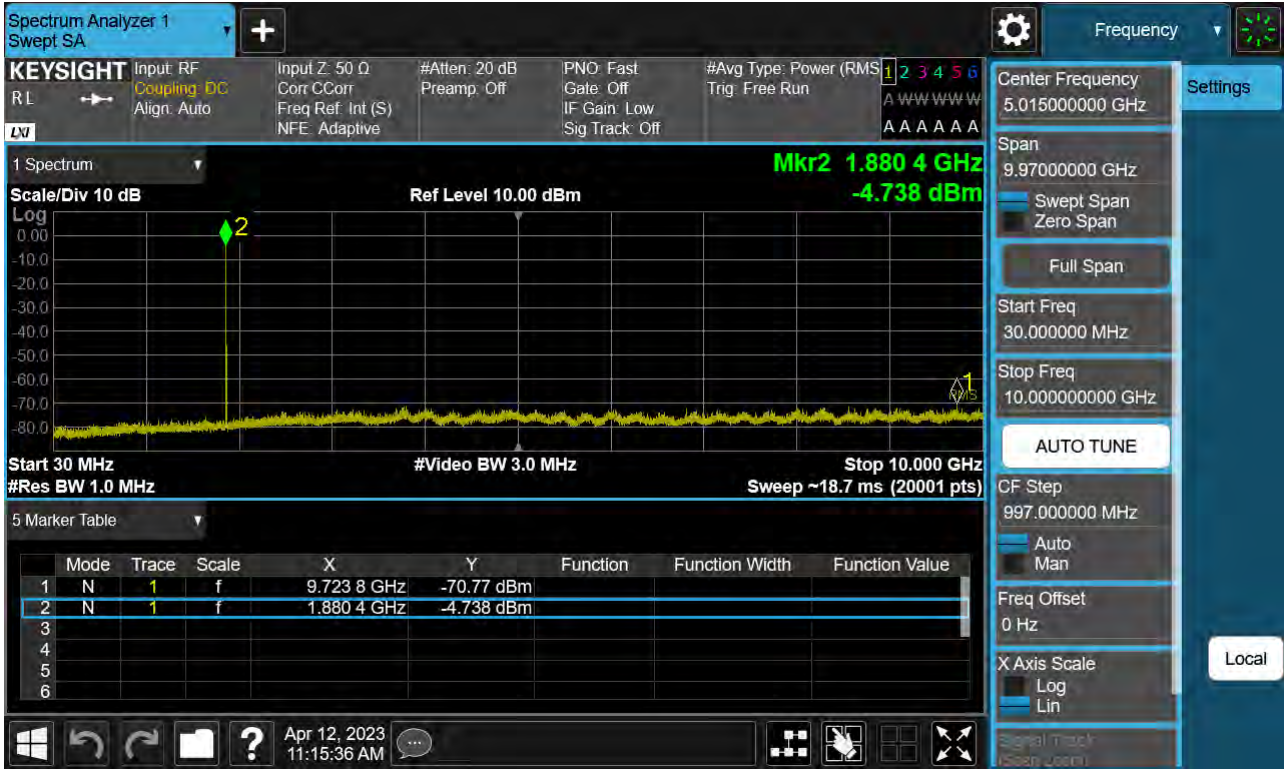 Spectrum Analyzer 1
Swept SA
+
Frequency
KEYSIGHT
R L
LXI
Input: RF
Coupling: DC
Align: Auto
Input Z: 50 Ω
Corr CCorr
Freq Ref: Int (S)
NFE: Adaptive
#Atten: 20 dB
Preamp: Off
PNO: Fast
Gate: Off
IF Gain: Low
Sig Track: Off
#Avg Type: Power (RMS
Trig: Free Run
1 2 3 4 5 6
A W W W W W
A A A A A A
1 Spectrum
Mkr2 1.880 4 GHz
Scale/Div 10 dB
Ref Level 10.00 dBm
-4.738 dBm
Log
0.00
-10.0
-20.0
-30.0
-40.0
-50.0
-60.0
-70.0
-80.0
2
1
RMS
Start 30 MHz
#Video BW 3.0 MHz
Stop 10.000 GHz
#Res BW 1.0 MHz
Sweep ~18.7 ms (20001 pts)
5 Marker Table
Mode Trace Scale X Y Function Function Width Function Value
1 N 1 f 9.723 8 GHz -70.77 dBm
2 N 1 f 1.880 4 GHz -4.738 dBm
3
4
5
6
?
Apr 12, 2023
11:15:36 AM
Center Frequency
5.015000000 GHz
Span
9.97000000 GHz
Swept Span
Zero Span
Full Span
Start Freq
30.000000 MHz
Stop Freq
10.000000000 GHz
AUTO TUNE
CF Step
997.000000 MHz
Auto
Man
Freq Offset
0 Hz
X Axis Scale
Log
Lin
Signal Track
(Span Zoom)
Settings
Local